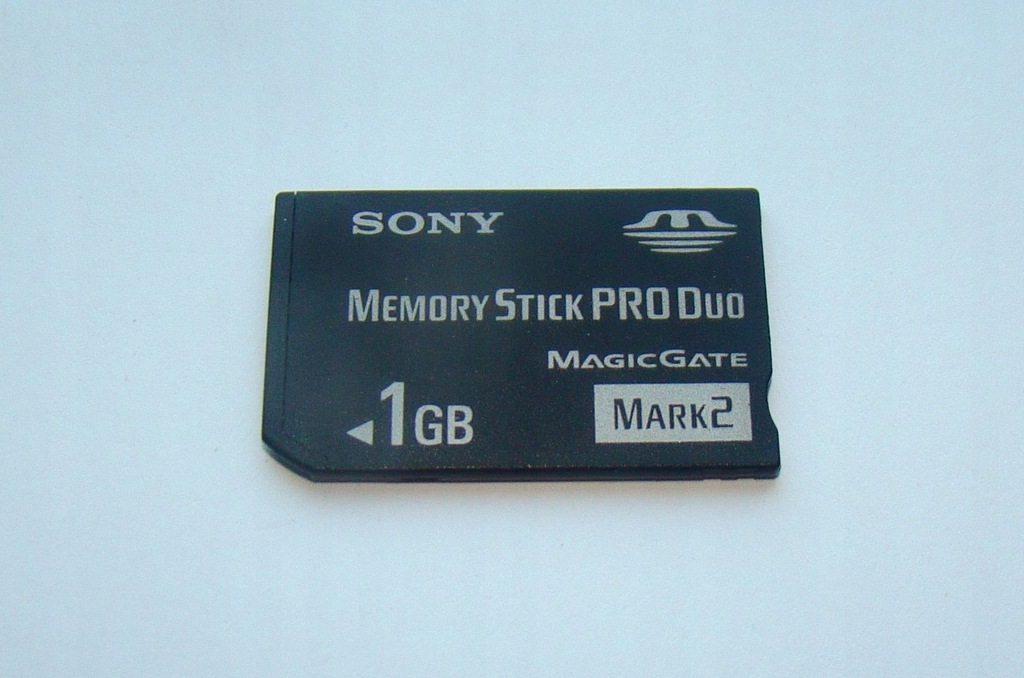 SONY
MEMORY STICK PRO DUO
MAGICGATE
1GB
MARK2